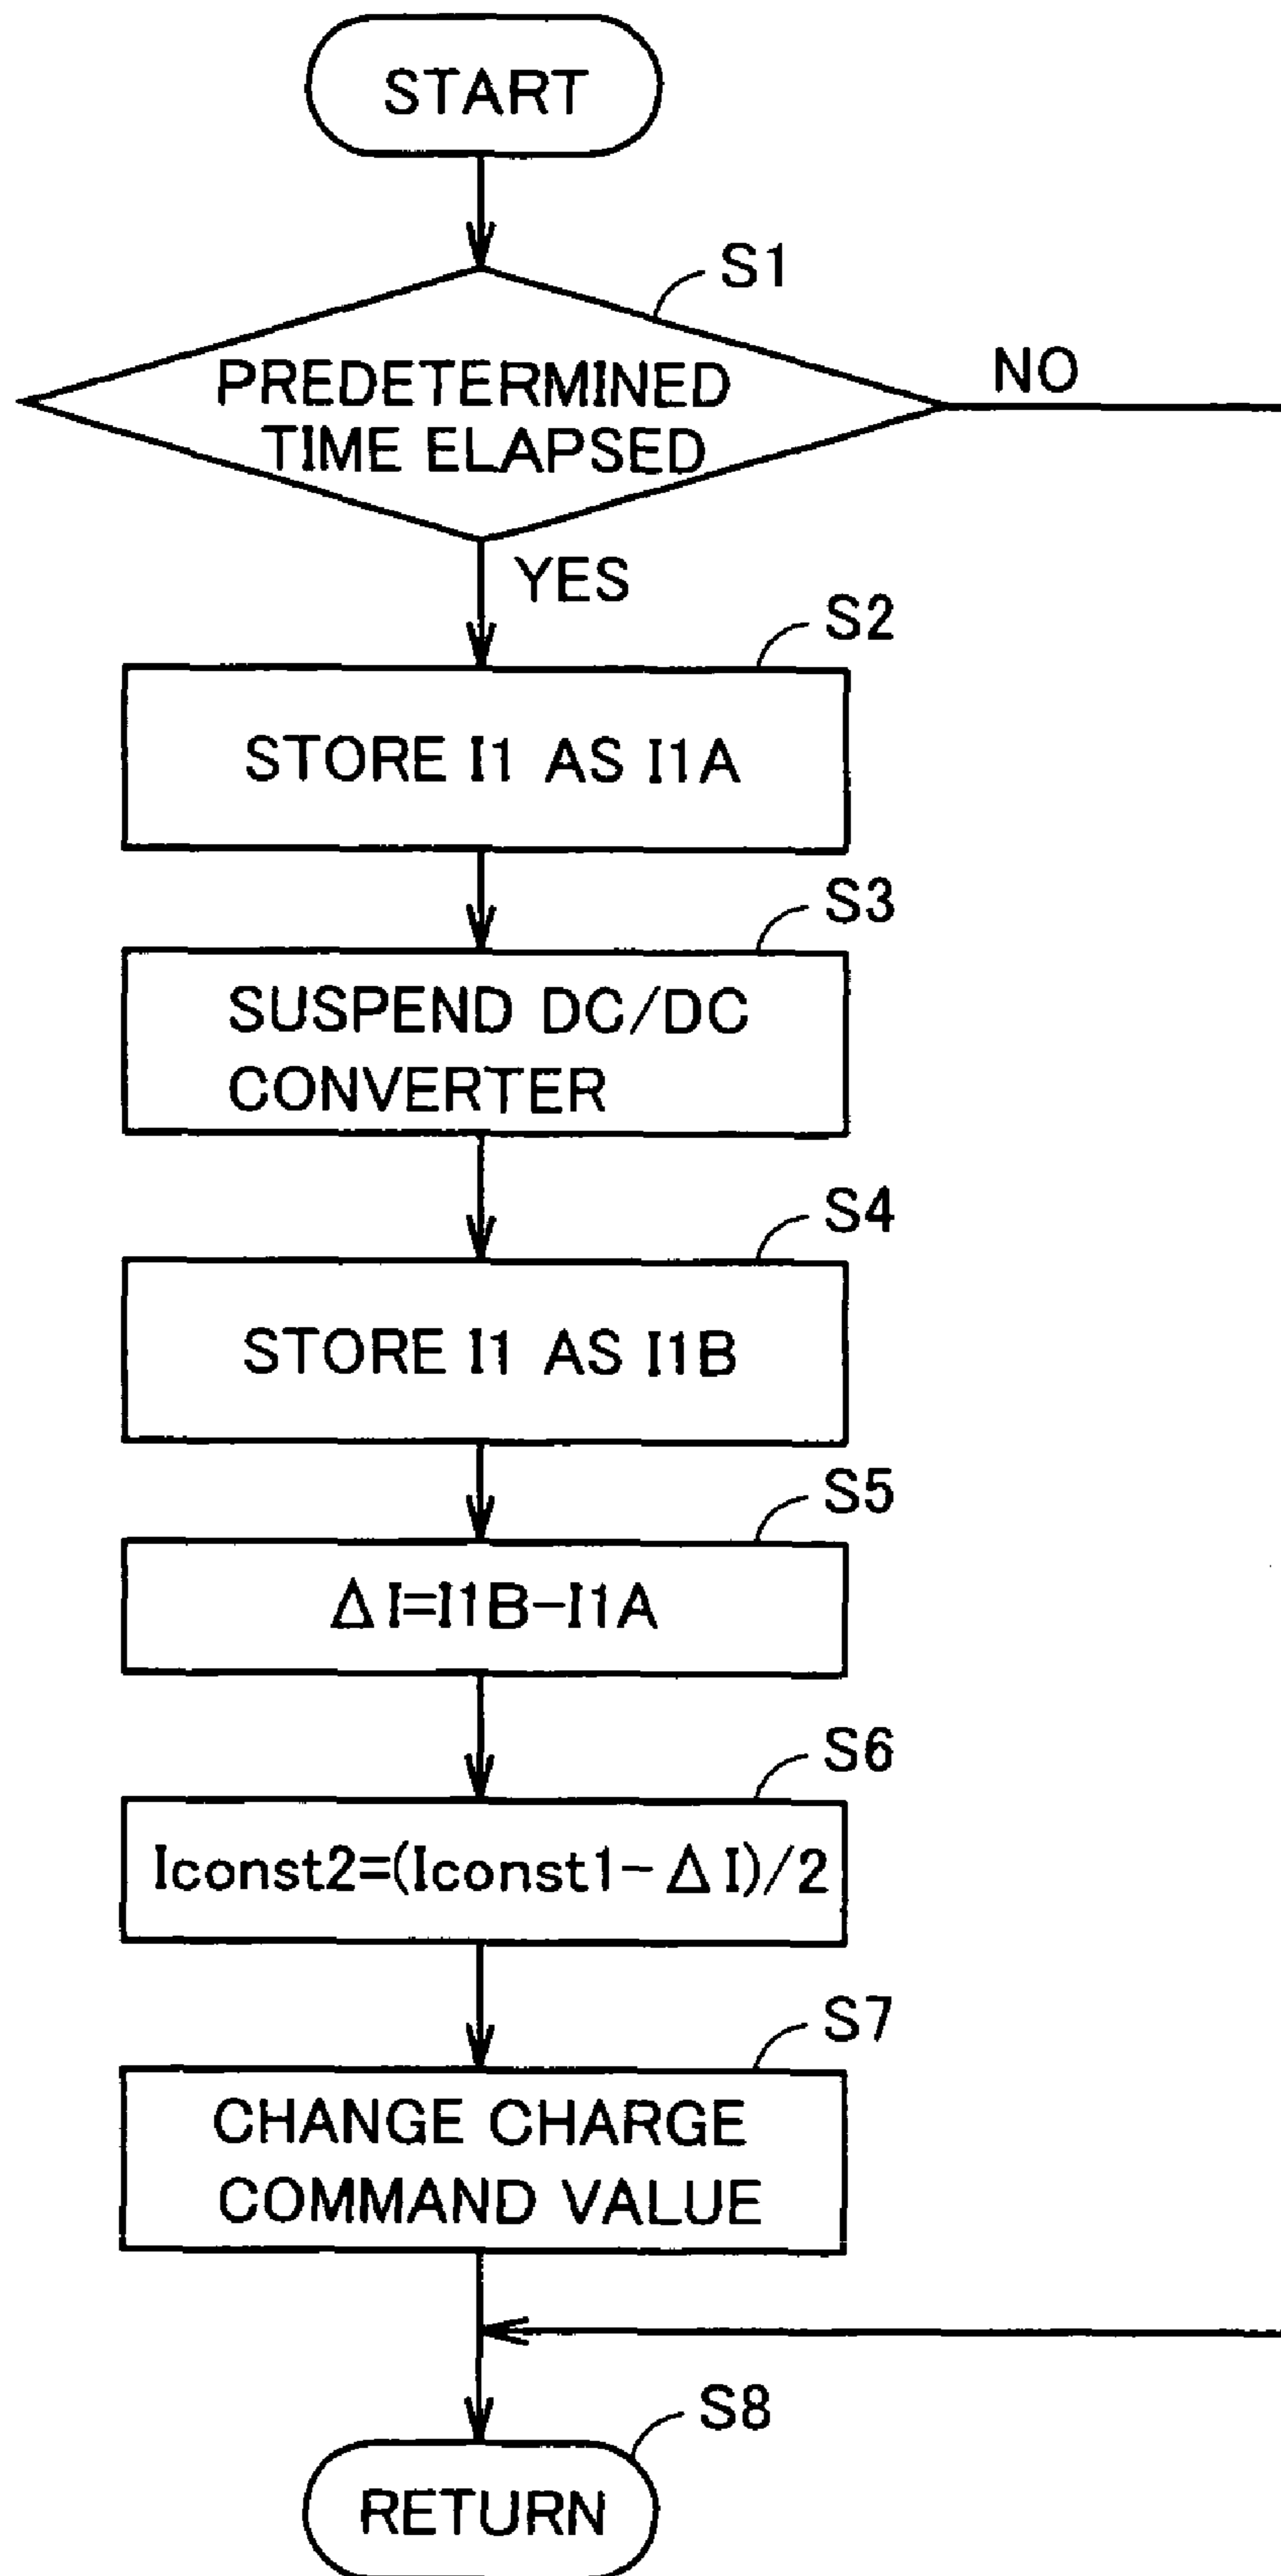 START
S1
PREDETERMINED
TIME ELAPSED
NO
YES
S2
STORE I1 AS I1A
S3
SUSPEND DC/DC
CONVERTER
S4
STORE I1 AS I1B
S5
ΔI=I1B-I1A
S6
Iconst2=(Iconst1-ΔI)/2
S7
CHANGE CHARGE
COMMAND VALUE
S8
RETURN